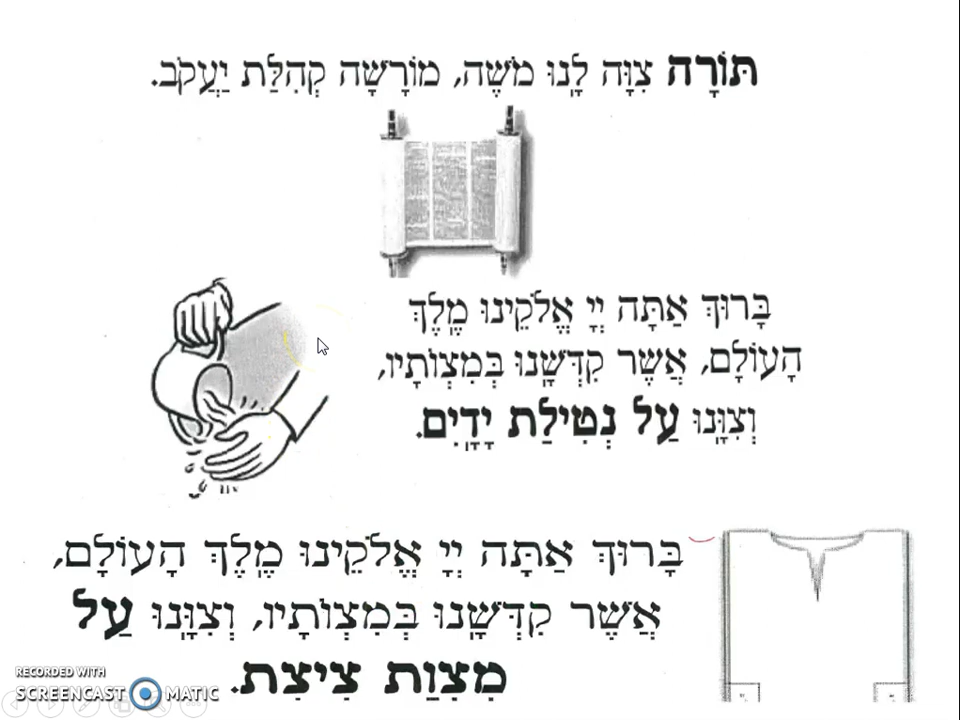 תּוֹרָה צִוָּה לָנוּ מֹשֶׁה, מוֹרָשָׁה קְהִלַּת יַעֲקֹב.
בָּרוּךְ אַתָּה יְיָ אֱלֹקֵינוּ מֶלֶךְ
הָעוֹלָם, אֲשֶׁר קִדְּשָׁנוּ בְּמִצְוֹתָיו,
וְצִוָּנוּ עַל נְטִילַת יָדָיִם.
בָּרוּךְ אַתָּה יְיָ אֱלֹקֵינוּ מֶלֶךְ הָעוֹלָם,
אֲשֶׁר קִדְּשָׁנוּ בְּמִצְוֹתָיו, וְצִוָּנוּ עַל
מִצְוַת צִיצִת.
RECORDED WITH
SCREENCAST MATIC